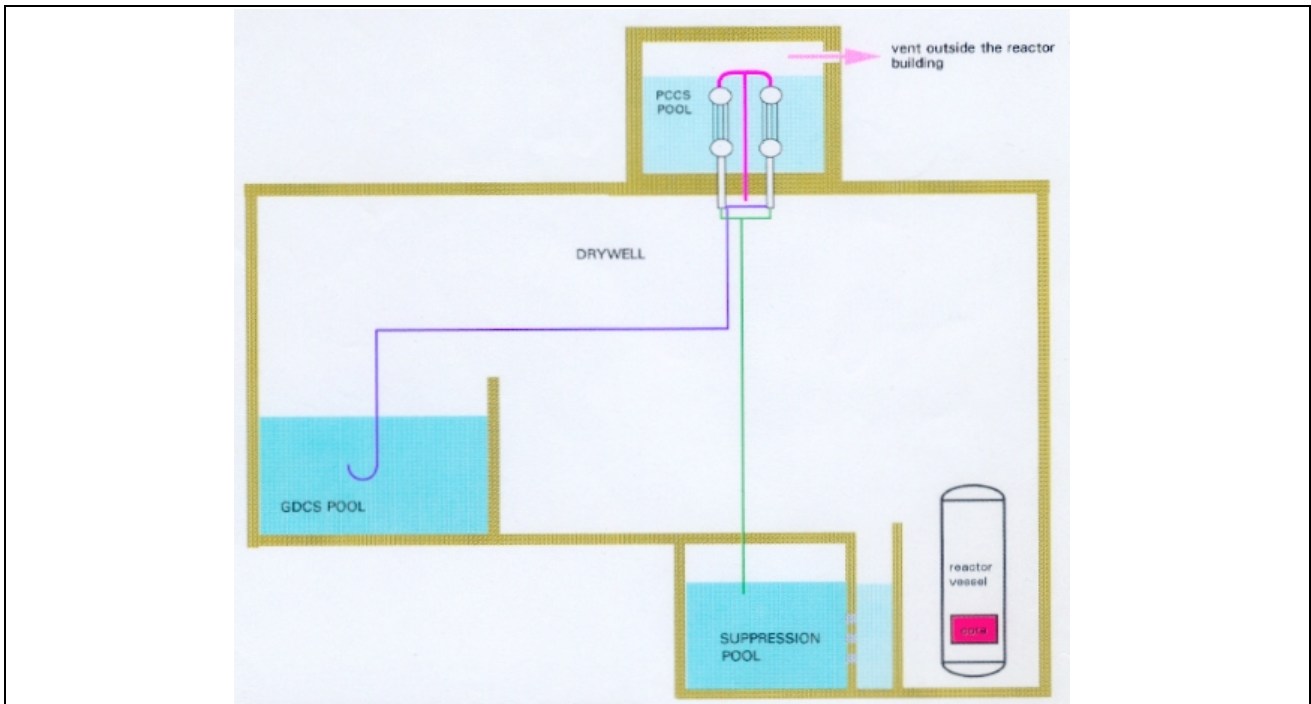 vent outside the reactor
building
PCCS
POOL
DRYWELL
GDCS POOL
reactor
vessel
core
SUPPRESSION
POOL